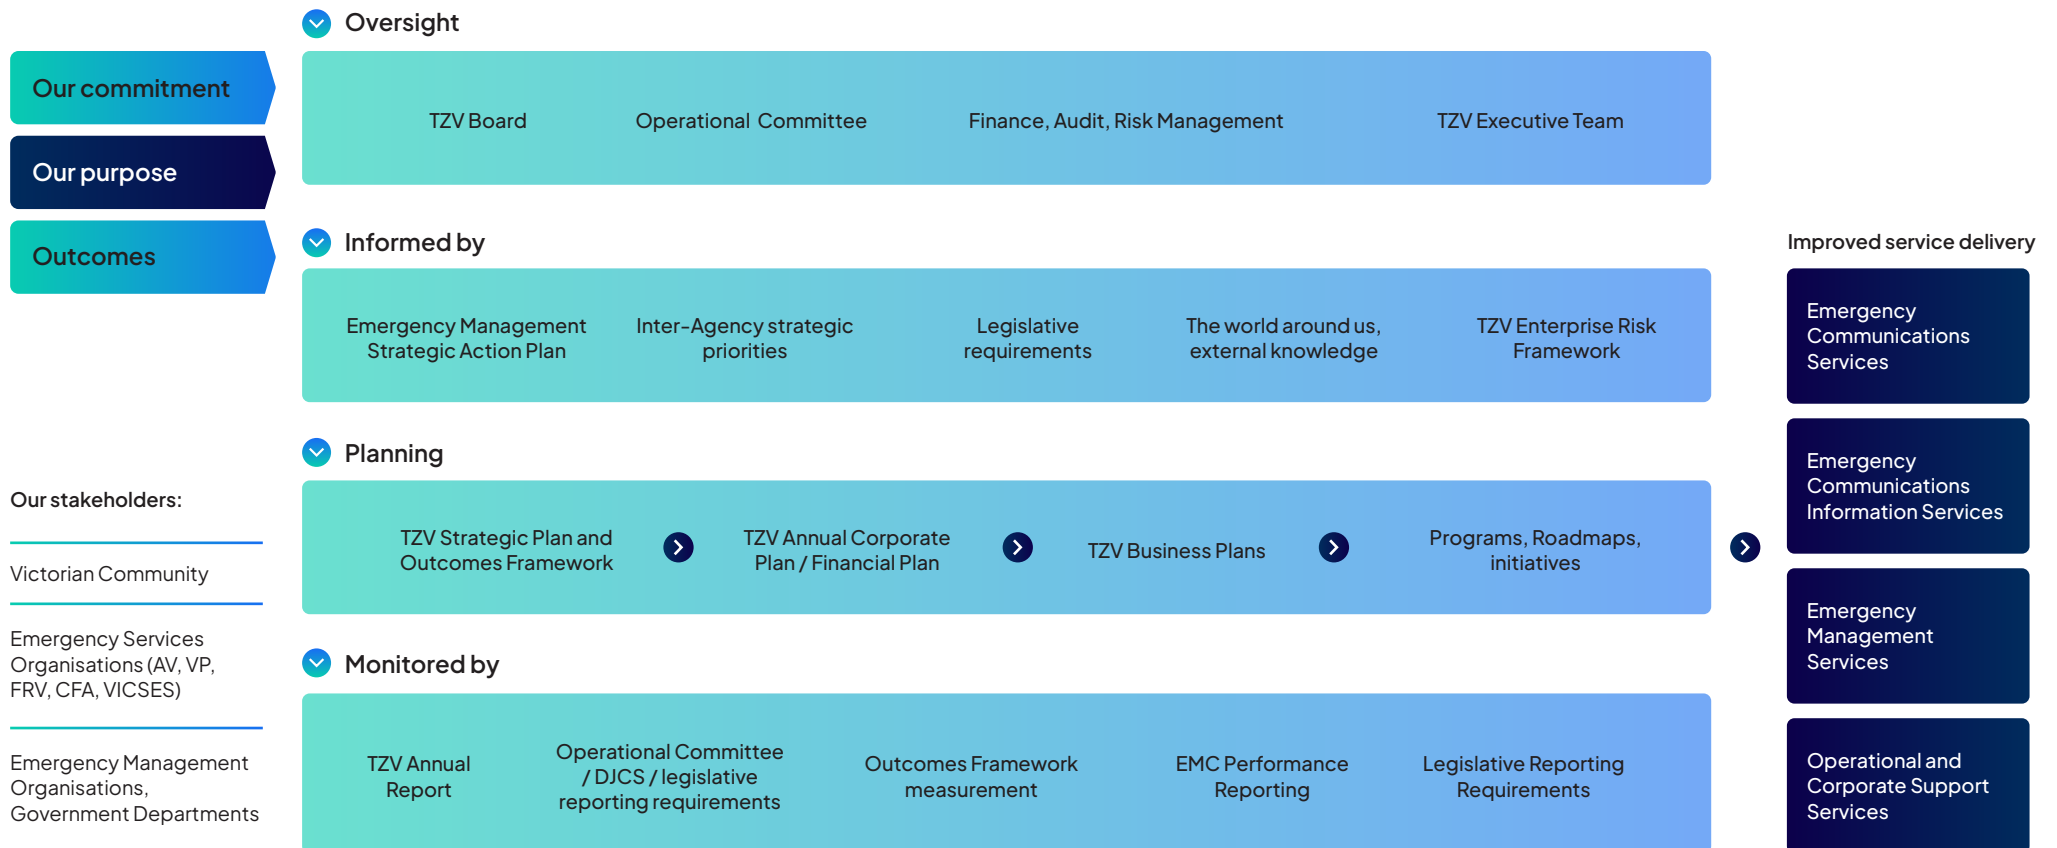 Our commitment
Our purpose
Outcomes
Our stakeholders:
Victorian Community
Emergency Services
Organisations (AV, VP,
FRV, CFA, VICSES)
Emergency Management
Organisations,
Government Departments
Oversight
TZV Board
Operational Committee
Finance, Audit, Risk Management
TZV Executive Team
Informed by
Emergency Management
Strategic Action Plan
Inter-Agency strategic
priorities
Legislative
requirements
The world around us,
external knowledge
TZV Enterprise Risk
Framework
Planning
TZV Strategic Plan and
Outcomes Framework
TZV Annual Corporate
Plan / Financial Plan
TZV Business Plans
Programs, Roadmaps,
initiatives
Monitored by
TZV Annual
Report
Operational Committee
/ DJCS / legislative
reporting requirements
Outcomes Framework
measurement
EMC Performance
Reporting
Legislative Reporting
Requirements
Improved service delivery
Emergency
Communications
Services
Emergency
Communications
Information Services
Emergency
Management
Services
Operational and
Corporate Support
Services